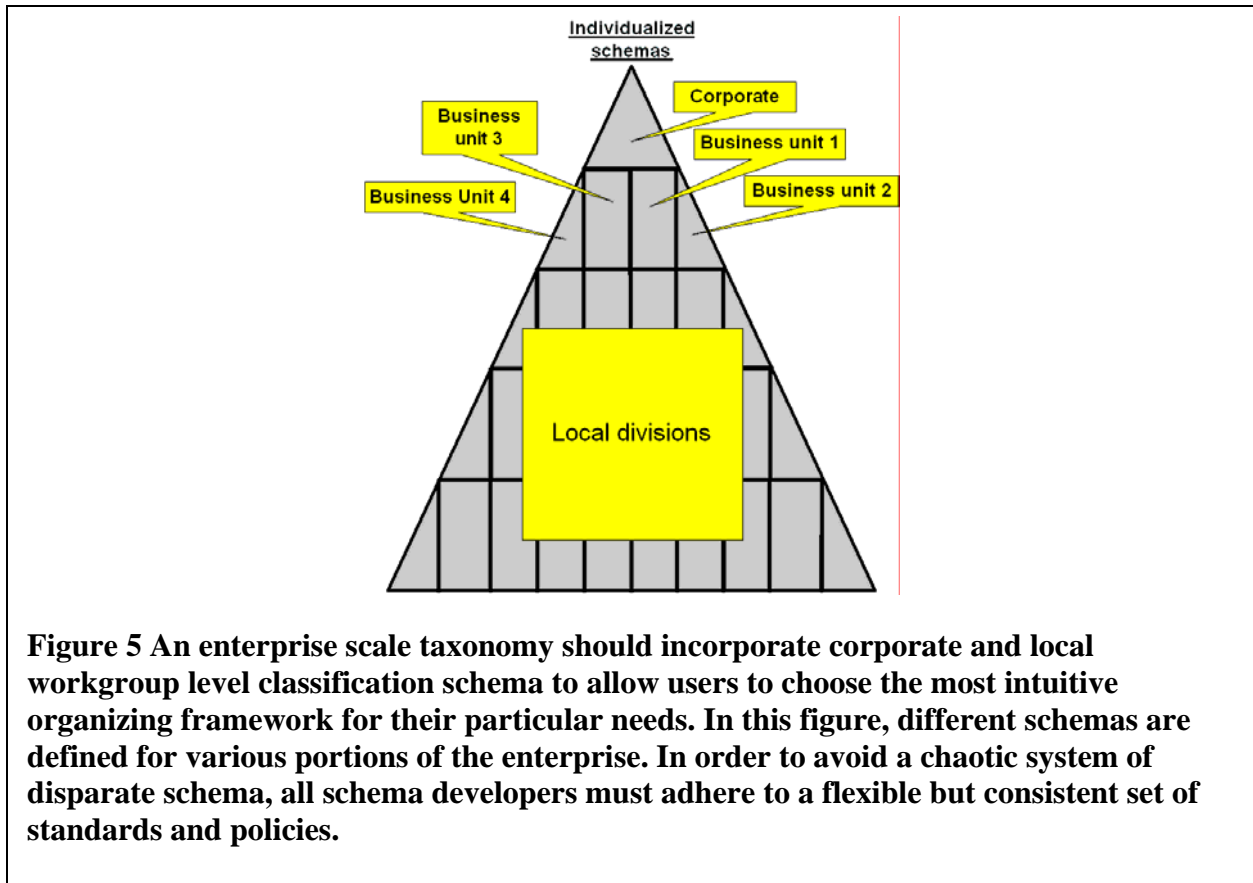 Individualized
schemas
Corporate
Business
unit 3
Business unit 1
Business Unit 4
Business unit 2
Local divisions
Figure 5 An enterprise scale taxonomy should incorporate corporate and local
workgroup level classification schema to allow users to choose the most intuitive
organizing framework for their particular needs. In this figure, different schemas are
defined for various portions of the enterprise. In order to avoid a chaotic system of
disparate schema, all schema developers must adhere to a flexible but consistent set of
standards and policies.